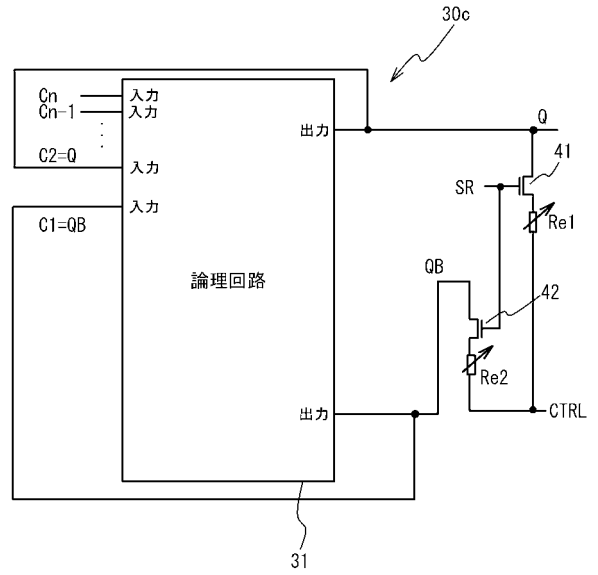 30c
Cn
入力
Cn-1
入力
出力
Q
C2=Q
入力
41
SR
入力
C1=QB
Re1
論理回路
QB
42
Re2
出力
CTRL
31